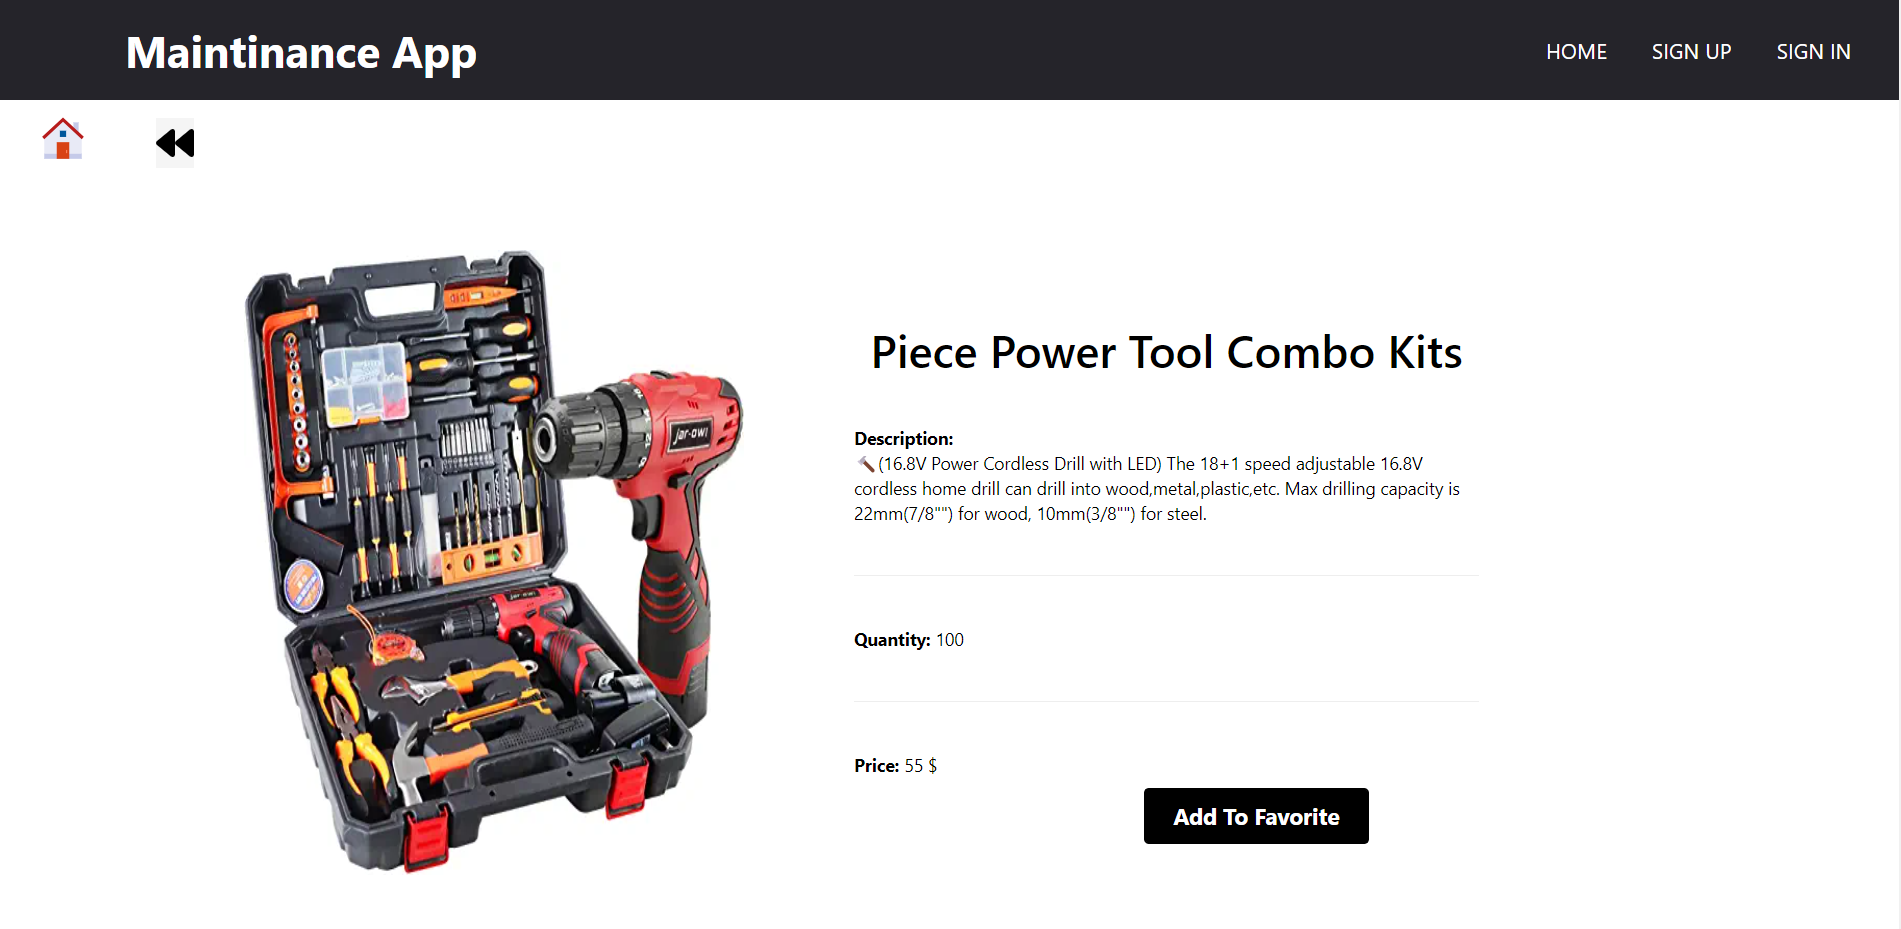 Maintinance App
HOME SIGN UP SIGN IN
Piece Power Tool Combo Kits
Description:
🔨(16.8V Power Cordless Drill with LED) The 18+1 speed adjustable 16.8V
cordless home drill can drill into wood,metal,plastic,etc. Max drilling capacity is
22mm(7/8"") for wood, 10mm(3/8"") for steel.
Quantity: 100
Price: 55 $
Add To Favorite
jar-owl